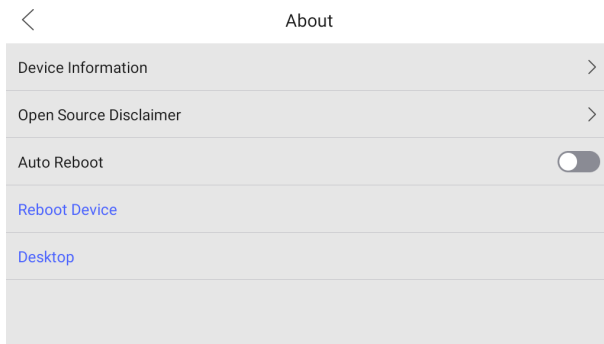 About
Device Information
Open Source Disclaimer
Auto Reboot
Reboot Device
Desktop